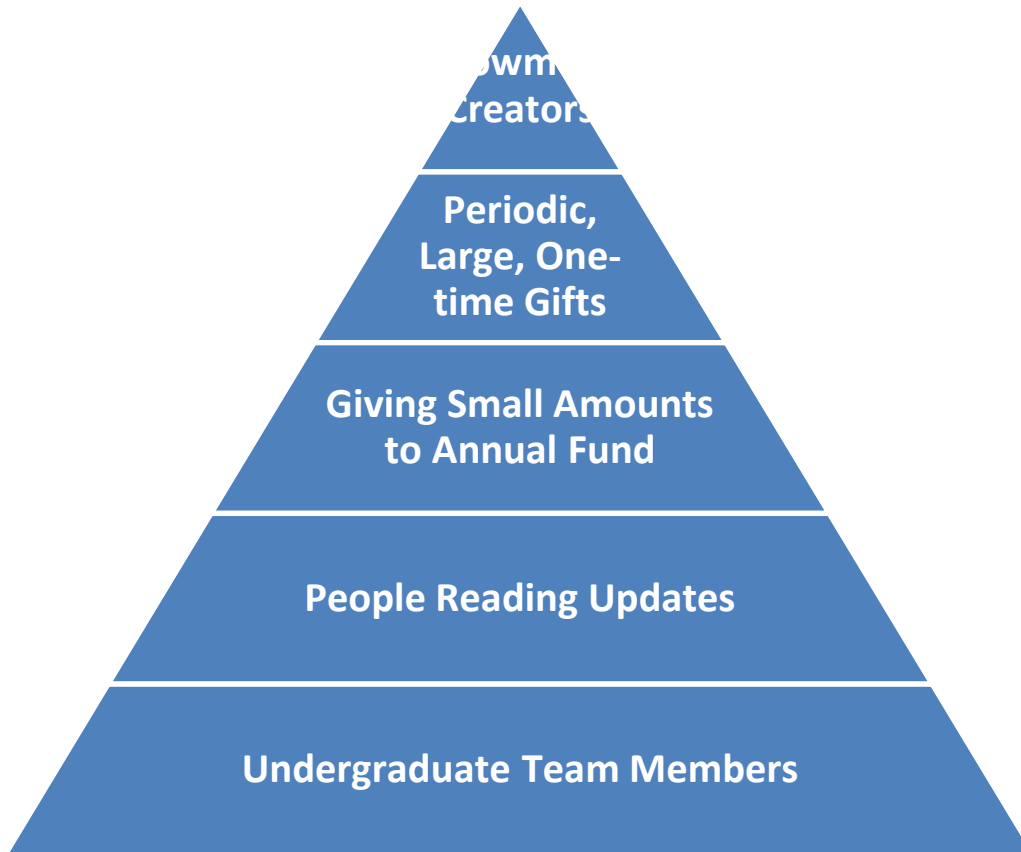 Creators
Periodic,
Large, One-
time Gifts
Giving Small Amounts
to Annual Fund
People Reading Updates
Undergraduate Team Members